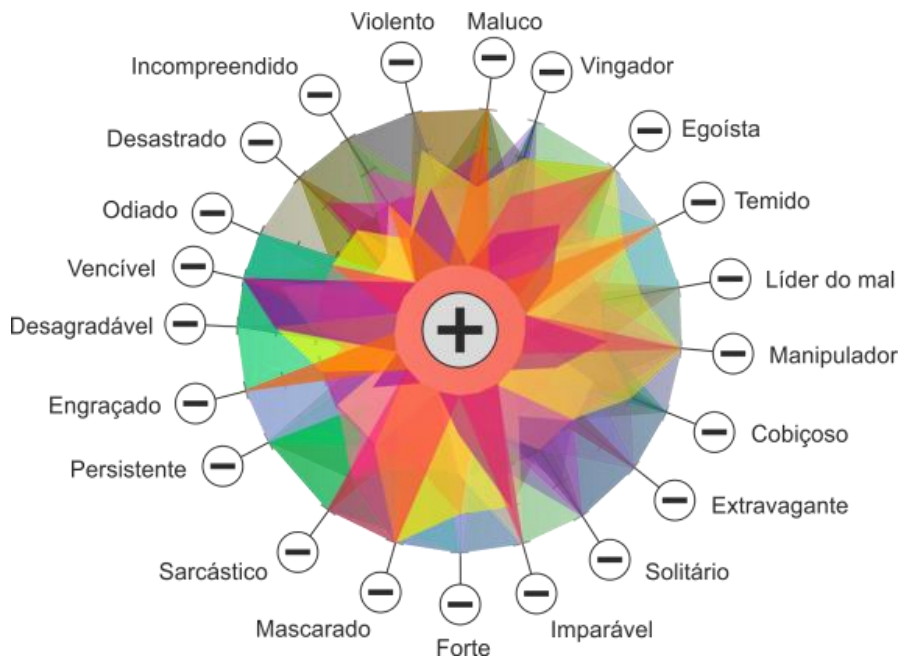 Violento
Maluco
Vingador
Incompreendido
Egoísta
Desastrado
Temido
Odiado
Vencível
Líder do mal
Desagradável
Manipulador
Engraçado
Cobiçoso
Persistente
Extravagante
Sarcástico
Solitário
Mascarado
Imparável
Forte